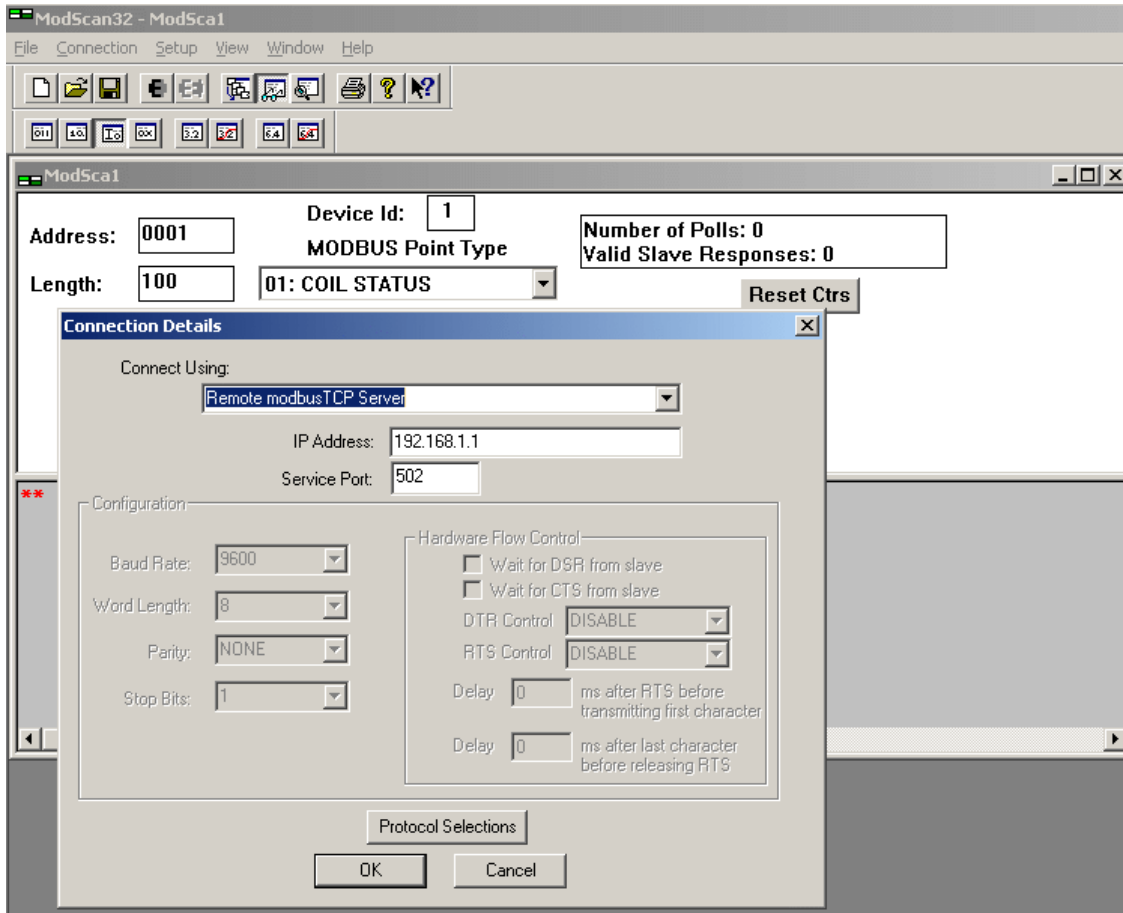 ModScan32 - ModSca1
File Connection Setup View Window Help
ModSca1
Address: 0001
Device Id: 1
MODBUS Point Type
Length: 100
01: COIL STATUS
Number of Polls: 0
Valid Slave Responses: 0
Reset Ctrs
Connection Details
Connect Using:
Remote modbusTCP Server
IP Address: 192.168.1.1
Service Port: 502
**
Configuration
Baud Rate: 9600
Word Length: 8
Parity: NONE
Stop Bits: 1
Hardware Flow Control
Wait for DSR from slave
Wait for CTS from slave
DTR Control DISABLE
RTS Control DISABLE
Delay 0 ms after RTS before
transmitting first character
Delay 0 ms after last character
before releasing RTS
Protocol Selections
OK Cancel